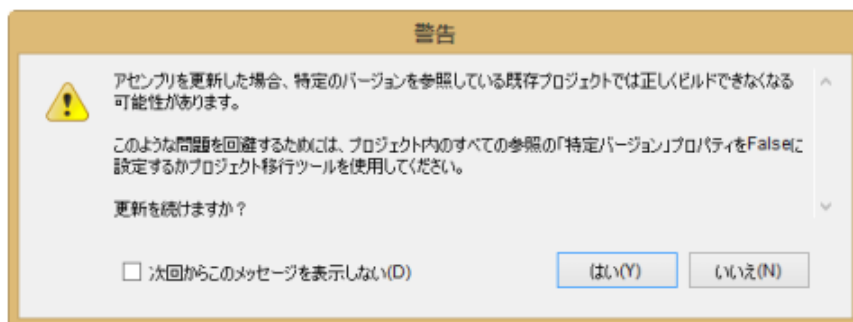 警告
アセンブリを更新した場合、特定のバージョンを参照している既存プロジェクトでは正しくビルドできなくなる
可能性があります。
このような問題を回避するためには、プロジェクト内のすべての参照の「特定バージョン」プロパティをFalseに
設定するかプロジェクト移行ツールを使用してください。
更新を続けますか？
次回からこのメッセージを表示しない(D)
はい(Y)
いいえ(N)